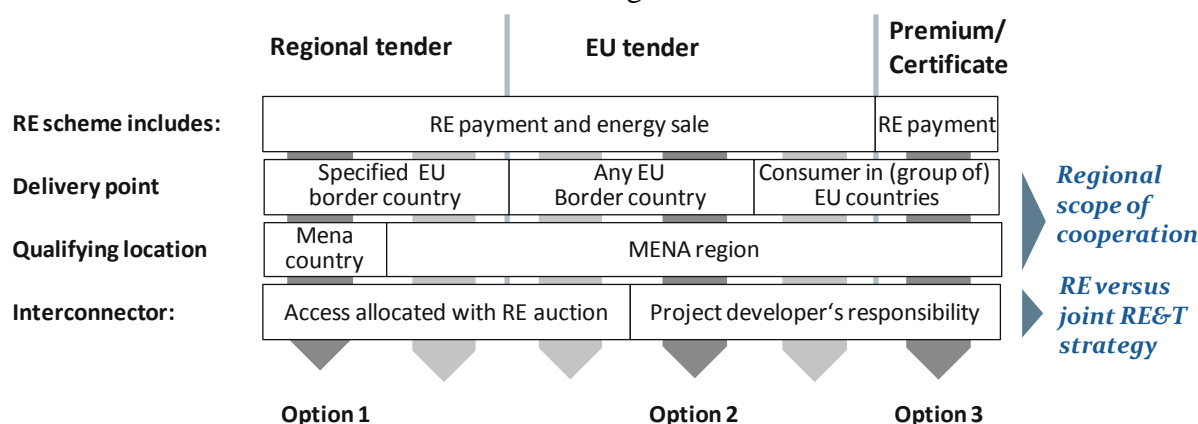 Regional tender
EU tender
Premium/
Certificate
RE scheme includes:
RE payment and energy sale
RE payment
Delivery point
Specified EU
border country
Any EU
Border country
Consumer in (group of)
EU countries
Regional
scope of
cooperation
Qualifying location
Mena
country
MENA region
Interconnector:
Access allocated with RE auction
Project developer‘s responsibility
RE versus
joint RE&T
strategy
Option 1
Option 2
Option 3